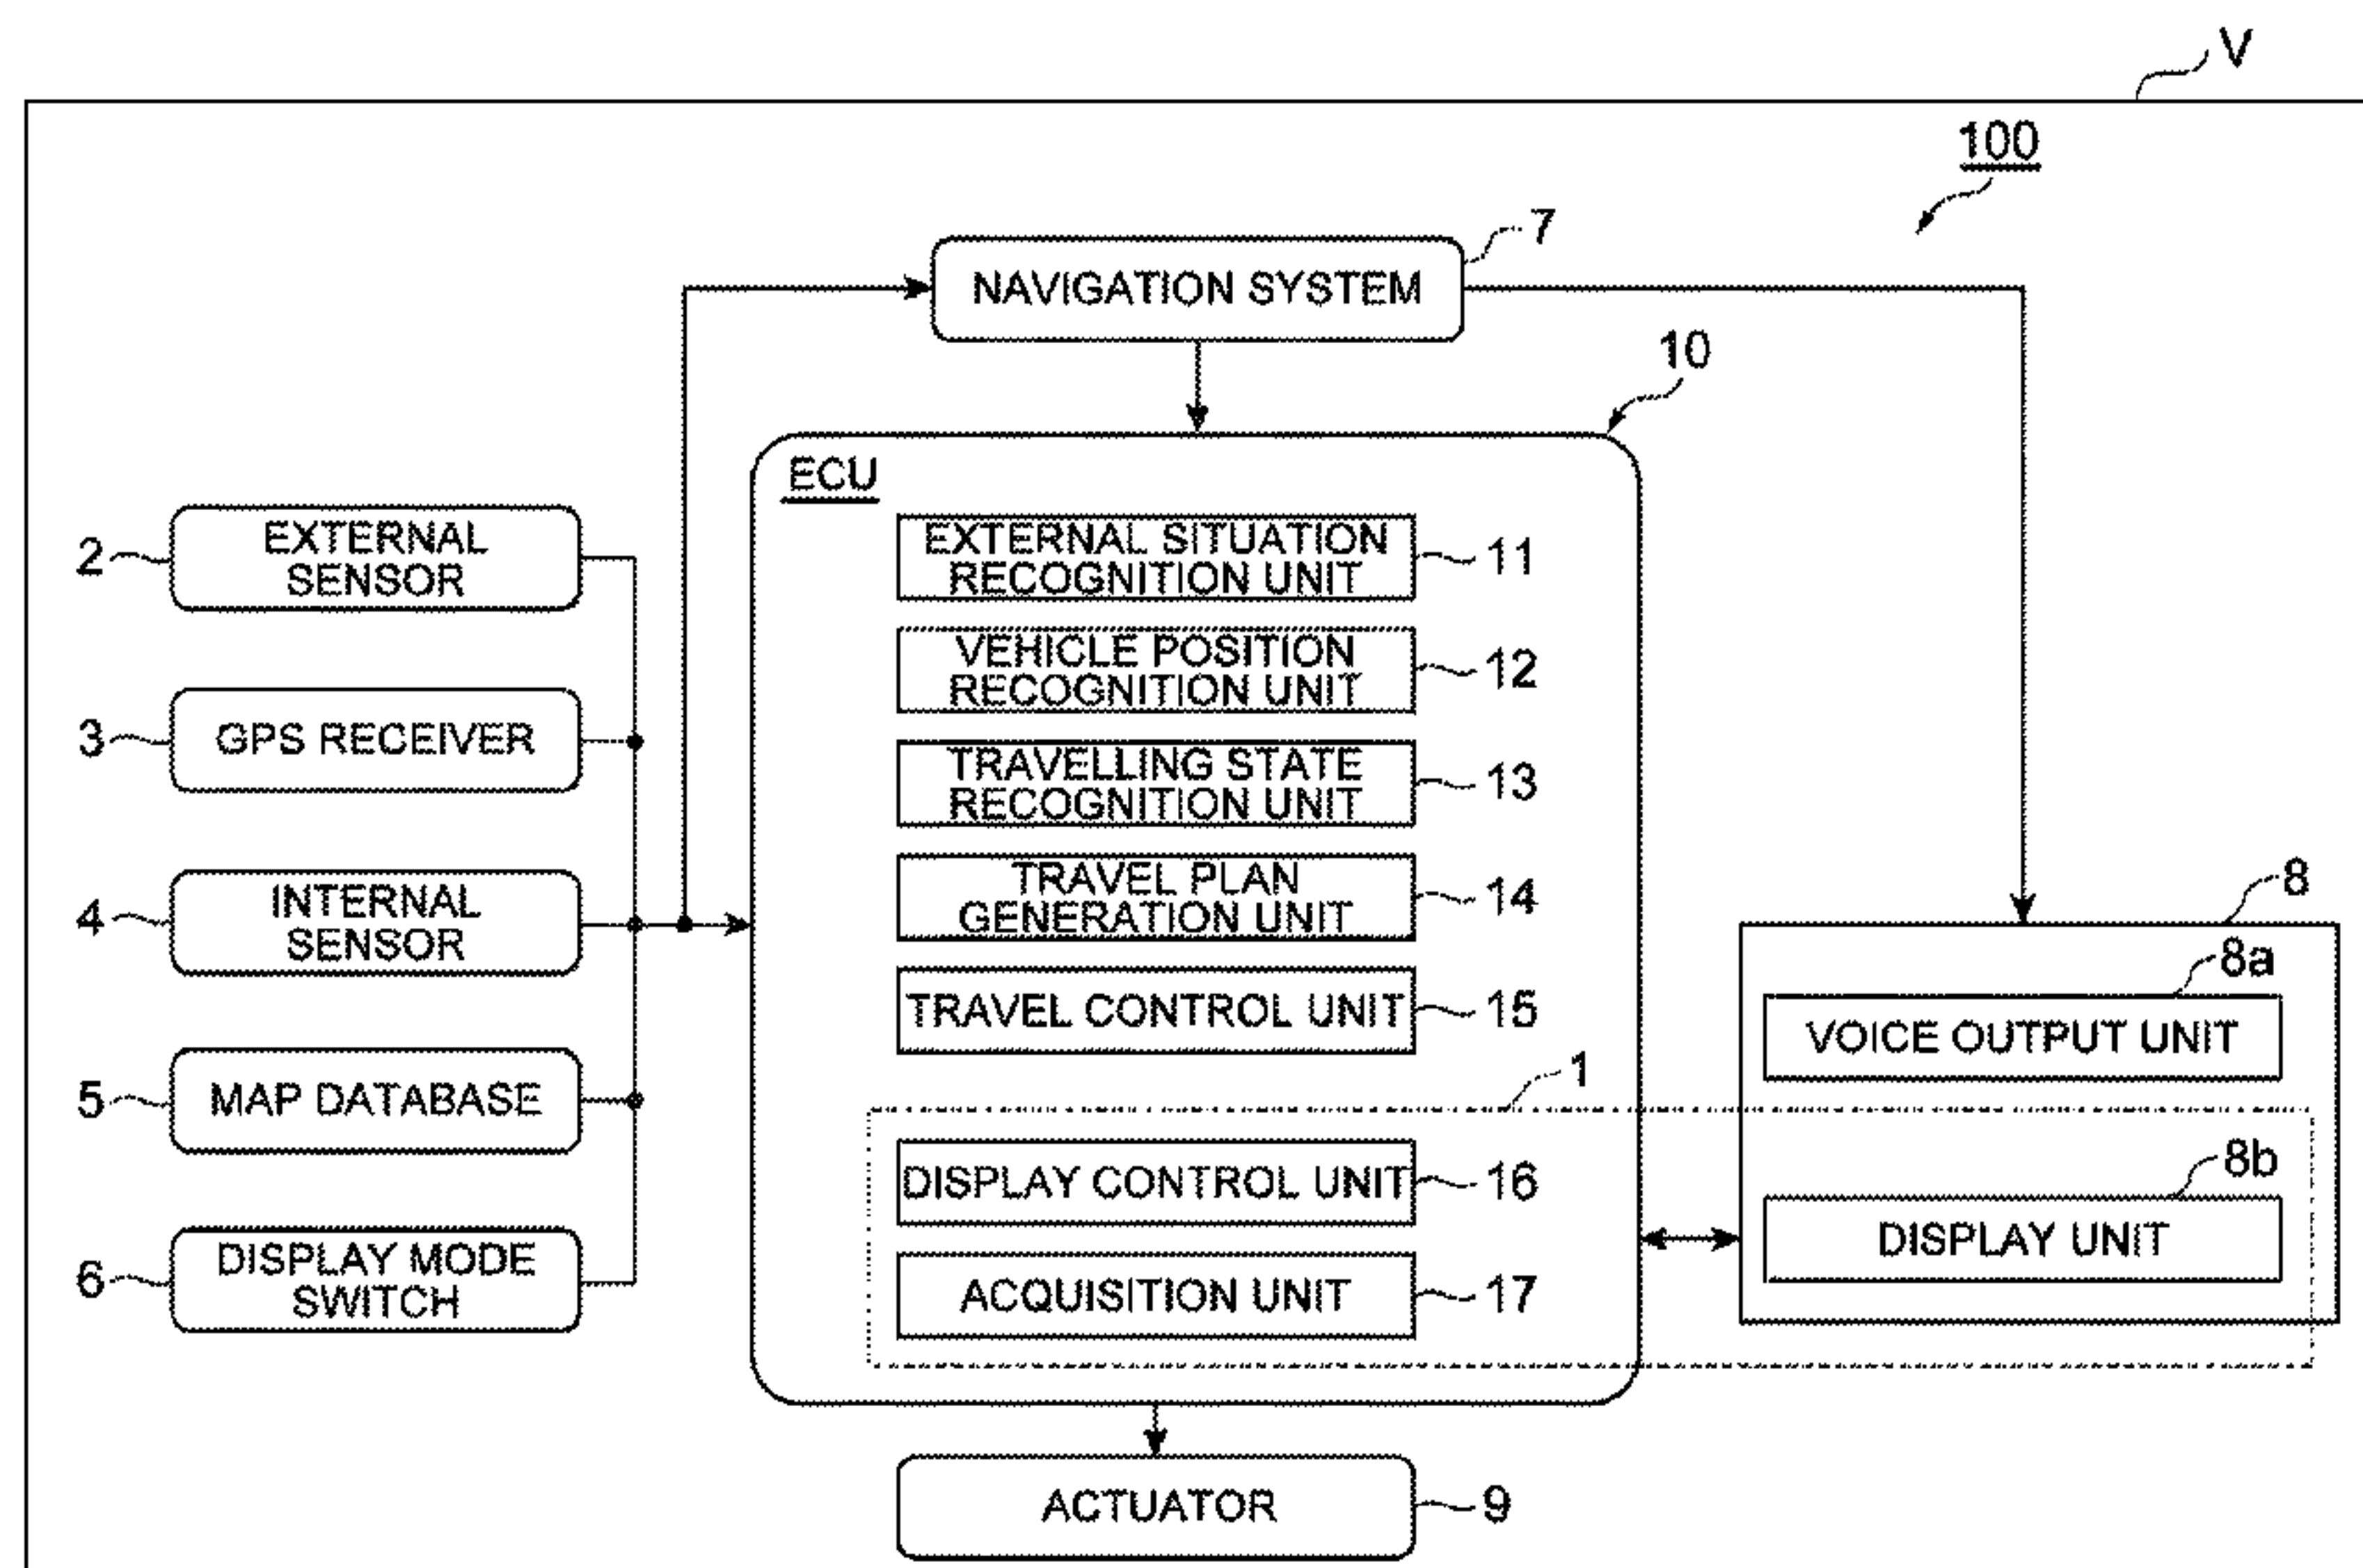 V
100
7
NAVIGATION SYSTEM
10
ECU
2
EXTERNAL
SENSOR
EXTERNAL SITUATION
RECOGNITION UNIT
11
VEHICLE POSITION
RECOGNITION UNIT
12
3
GPS RECEIVER
TRAVELLING STATE
RECOGNITION UNIT
13
4
INTERNAL
SENSOR
TRAVEL PLAN
GENERATION UNIT
14
8
8a
TRAVEL CONTROL UNIT
15
VOICE OUTPUT UNIT
5
MAP DATABASE
1
DISPLAY CONTROL UNIT
16
8b
DISPLAY UNIT
6
DISPLAY MODE
SWITCH
ACQUISITION UNIT
17
ACTUATOR
9